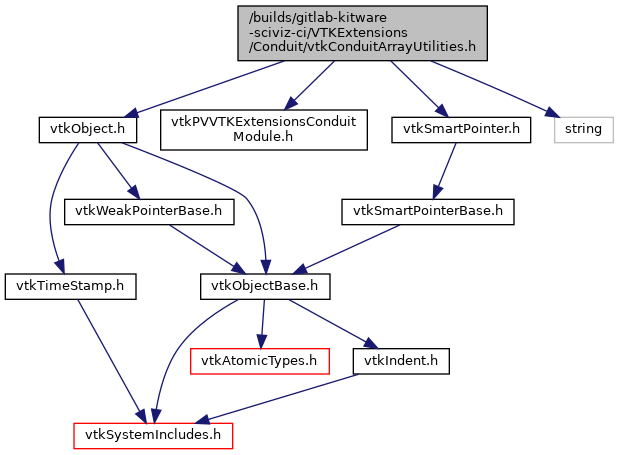 /builds/gitlab-kitware
-sciviz-ci/VTKExtensions
/Conduit/vtkConduitArrayUtilities.h
vtkObject.h
vtkPVVTKExtensionsConduit
Module.h
vtkSmartPointer.h
string
vtkWeakPointerBase.h
vtkSmartPointerBase.h
vtkTimeStamp.h
vtkObjectBase.h
vtkAtomicTypes.h
vtkIndent.h
vtkSystemIncludes.h